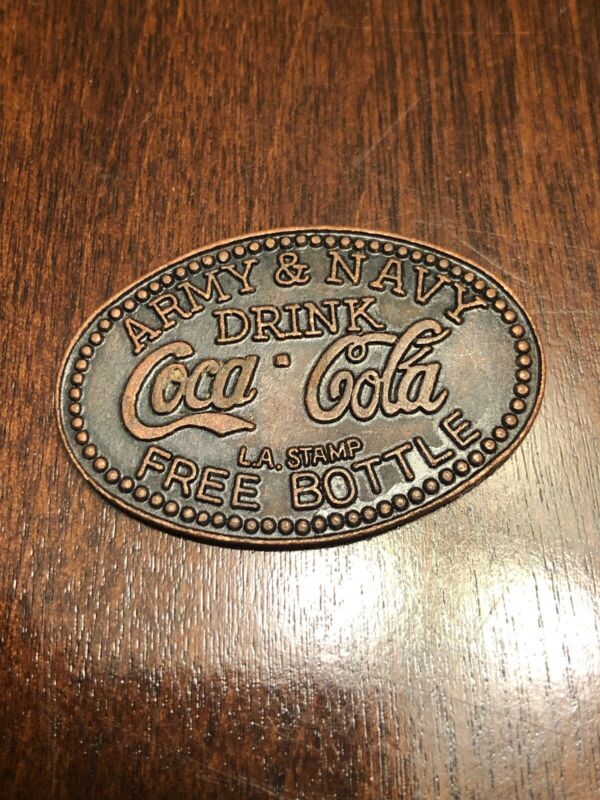 ARMY & NAVY
DRINK
Coca-Cola
L.A. STAMP
FREE BOTTLE